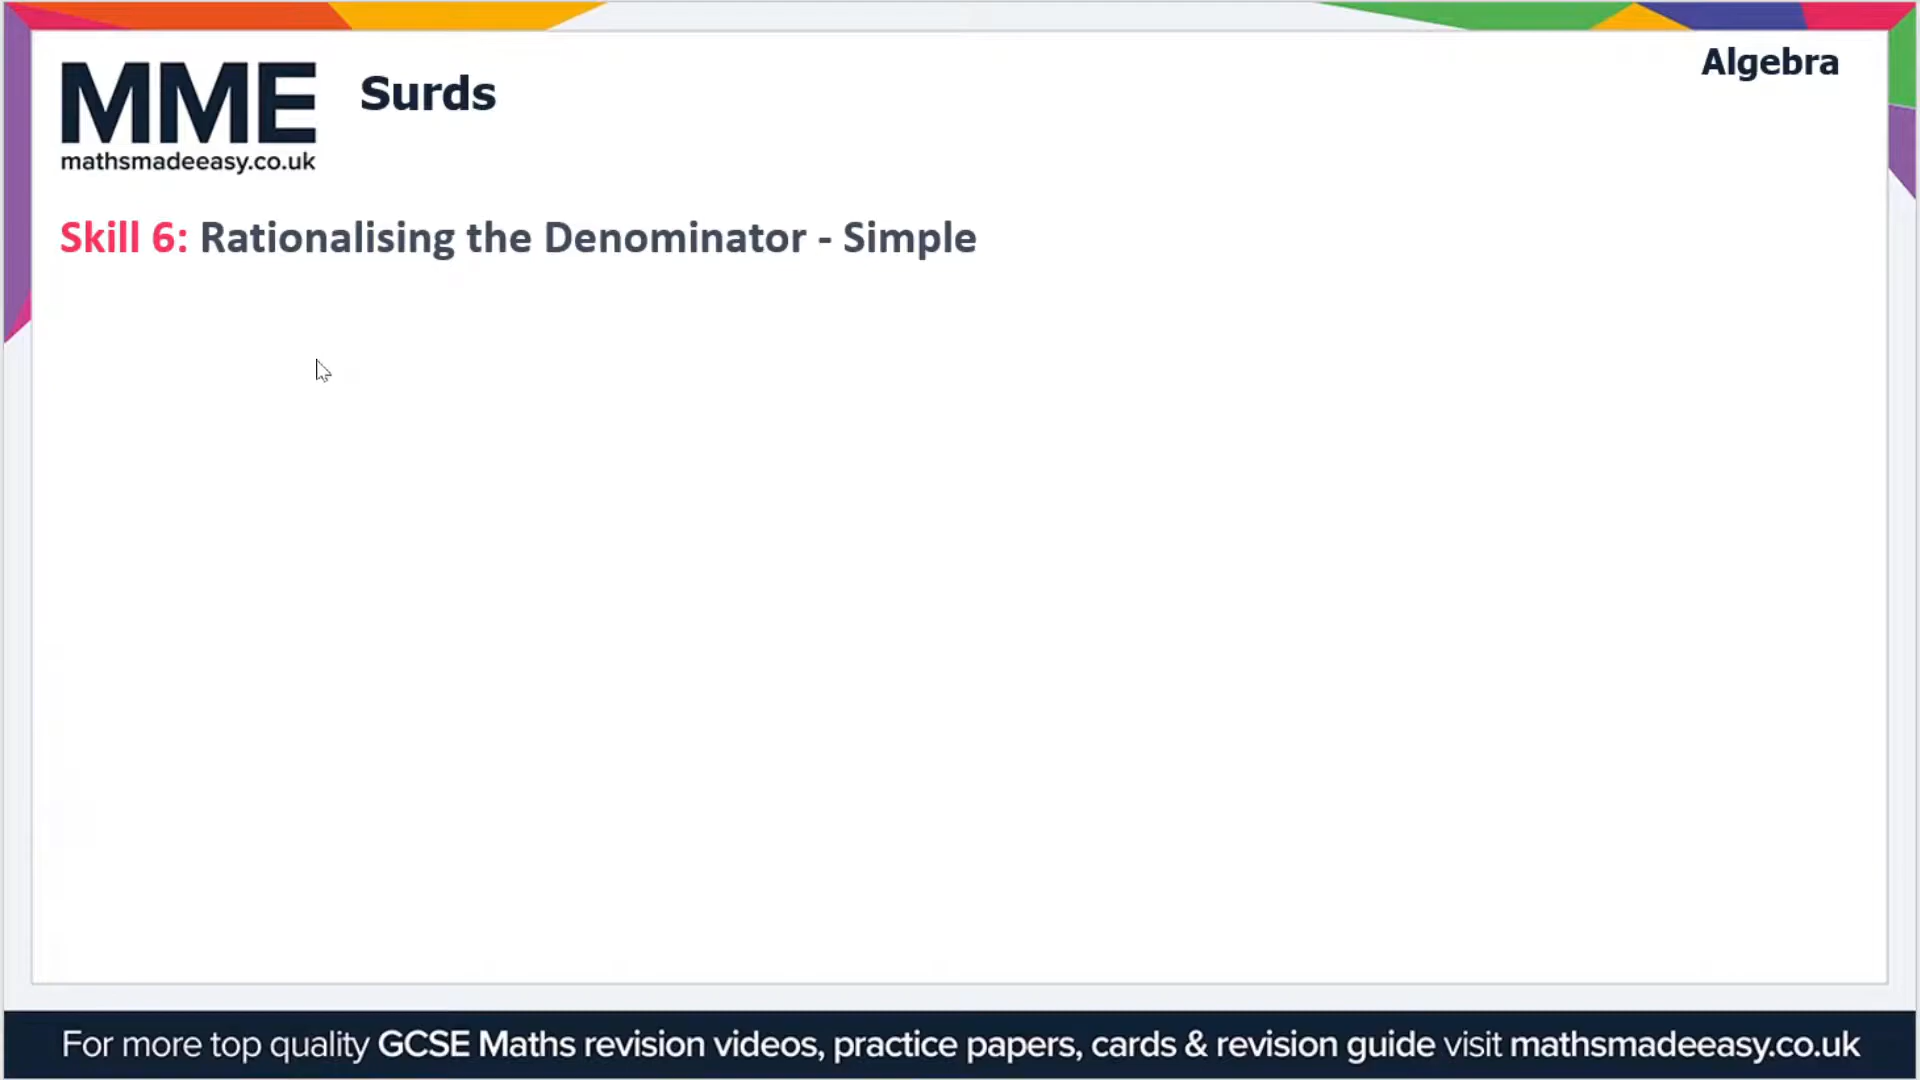 MME
mathsmadeeasy.co.uk
Surds
Algebra
Skill 6: Rationalising the Denominator - Simple
For more top quality GCSE Maths revision videos, practice papers, cards & revision guide visit mathsmadeeasy.co.uk